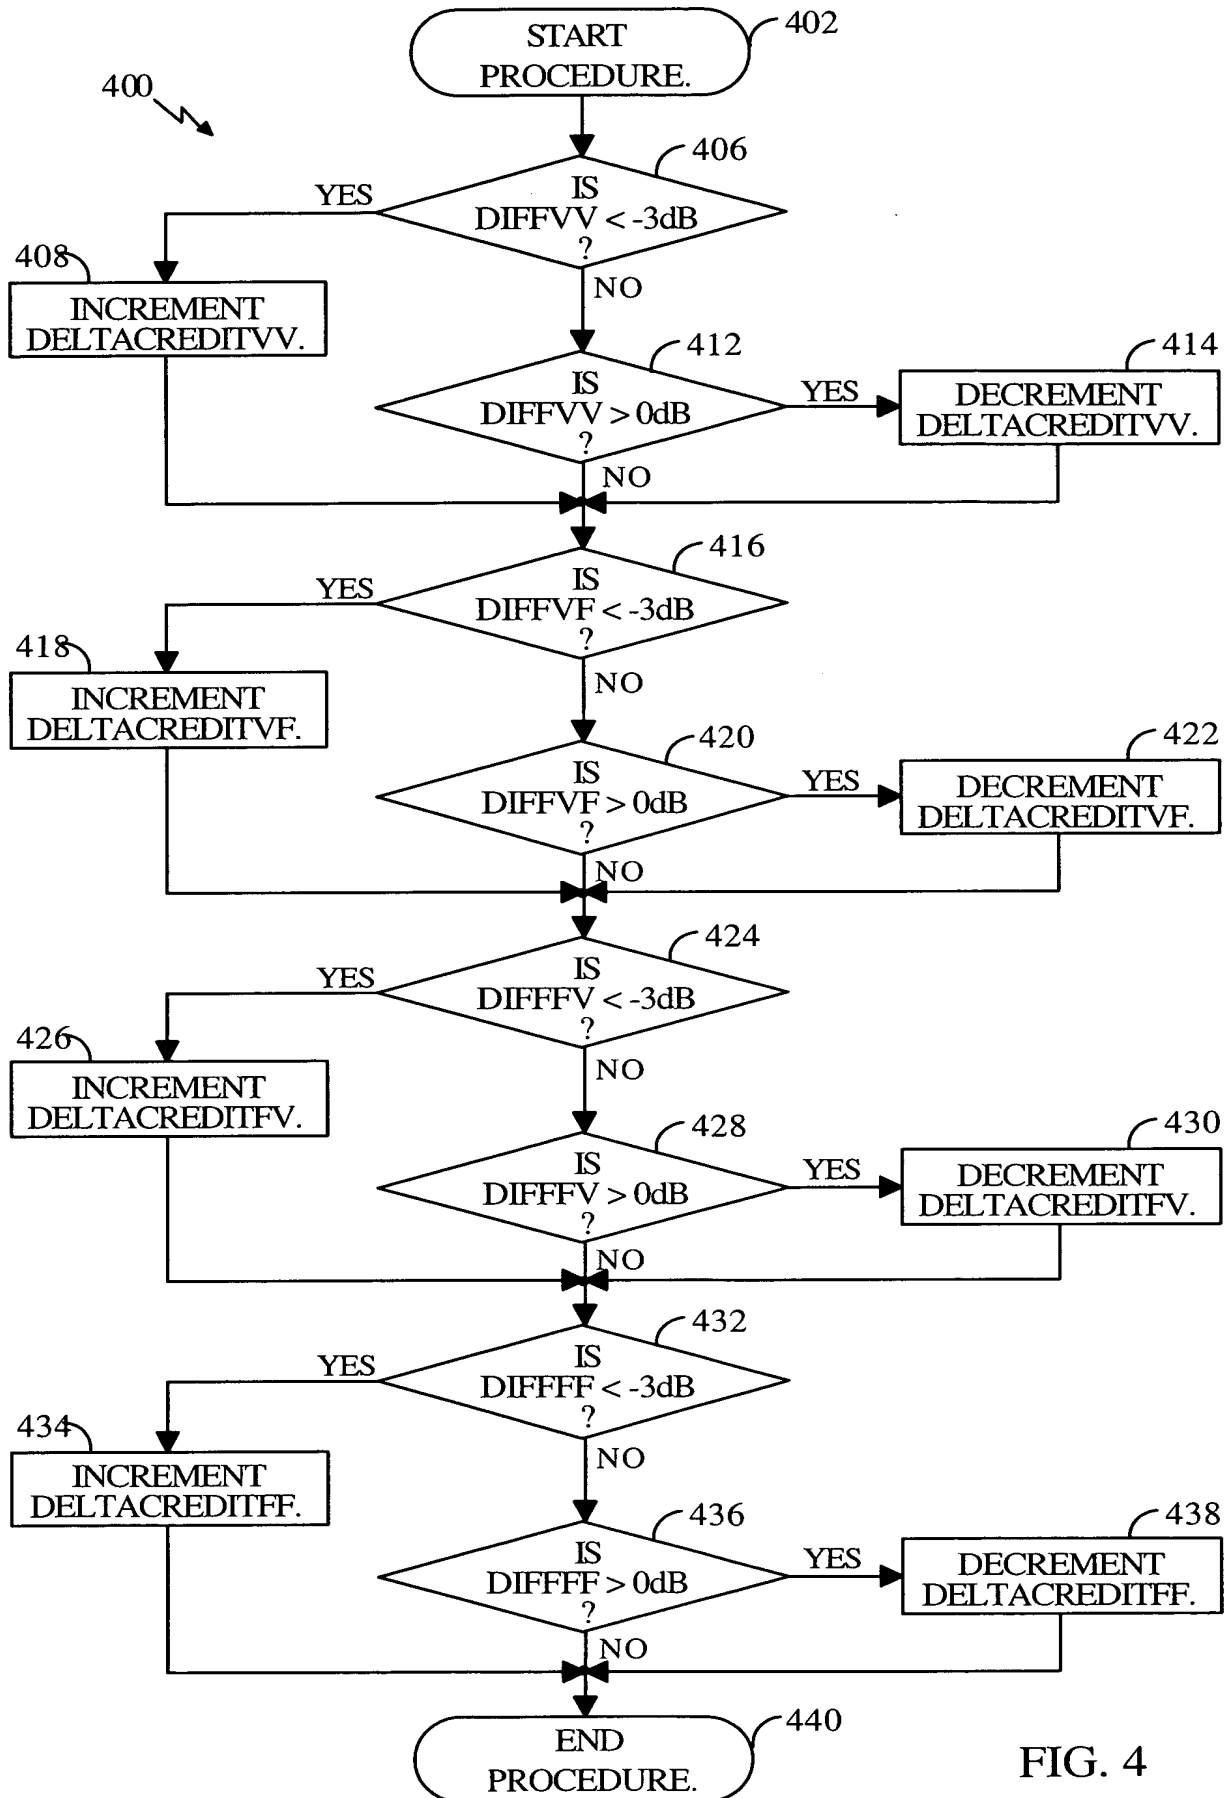 START
PROCEDURE.
402
400
406
IS
DIFFVV < -3dB
?
YES
NO
408
INCREMENT
DELTACREDITVV.
412
IS
DIFFVV > 0dB
?
YES
NO
414
DECREMENT
DELTACREDITVV.
416
IS
DIFFVF < -3dB
?
YES
NO
418
INCREMENT
DELTACREDITVF.
420
IS
DIFFVF > 0dB
?
YES
NO
422
DECREMENT
DELTACREDITVF.
424
IS
DIFFFV < -3dB
?
YES
NO
426
INCREMENT
DELTACREDITFV.
428
IS
DIFFFV > 0dB
?
YES
NO
430
DECREMENT
DELTACREDITFV.
432
IS
DIFFFF < -3dB
?
YES
NO
434
INCREMENT
DELTACREDITFF.
436
IS
DIFFFF > 0dB
?
YES
NO
438
DECREMENT
DELTACREDITFF.
END
PROCEDURE.
440
FIG. 4